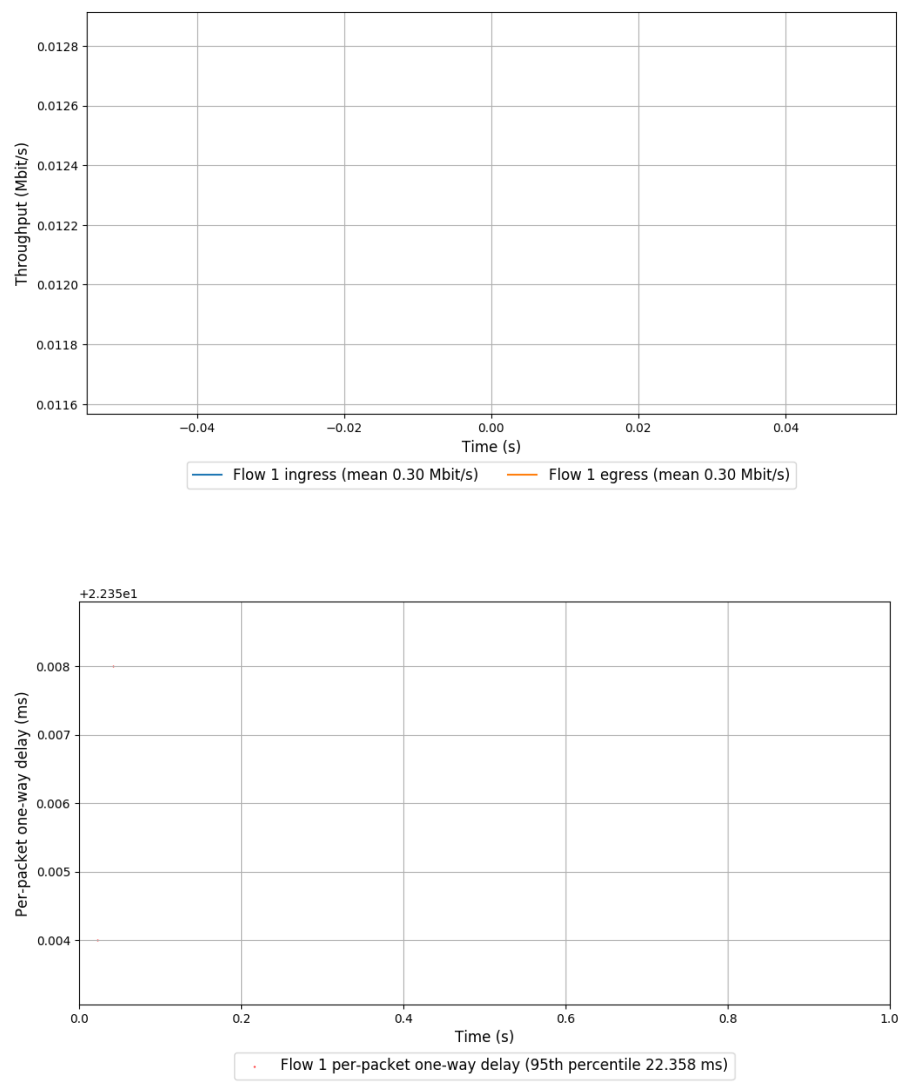 Throughput (Mbit/s)
0.0128
0.0126
0.0124
0.0122
0.0120
0.0118
0.0116
−0.04
−0.02
0.00
0.02
0.04
Time (s)
Flow 1 ingress (mean 0.30 Mbit/s)
Flow 1 egress (mean 0.30 Mbit/s)
+2.235e1
Per-packet one-way delay (ms)
0.008
0.007
0.006
0.005
0.004
0.0
0.2
0.4
0.6
0.8
1.0
Time (s)
Flow 1 per-packet one-way delay (95th percentile 22.358 ms)